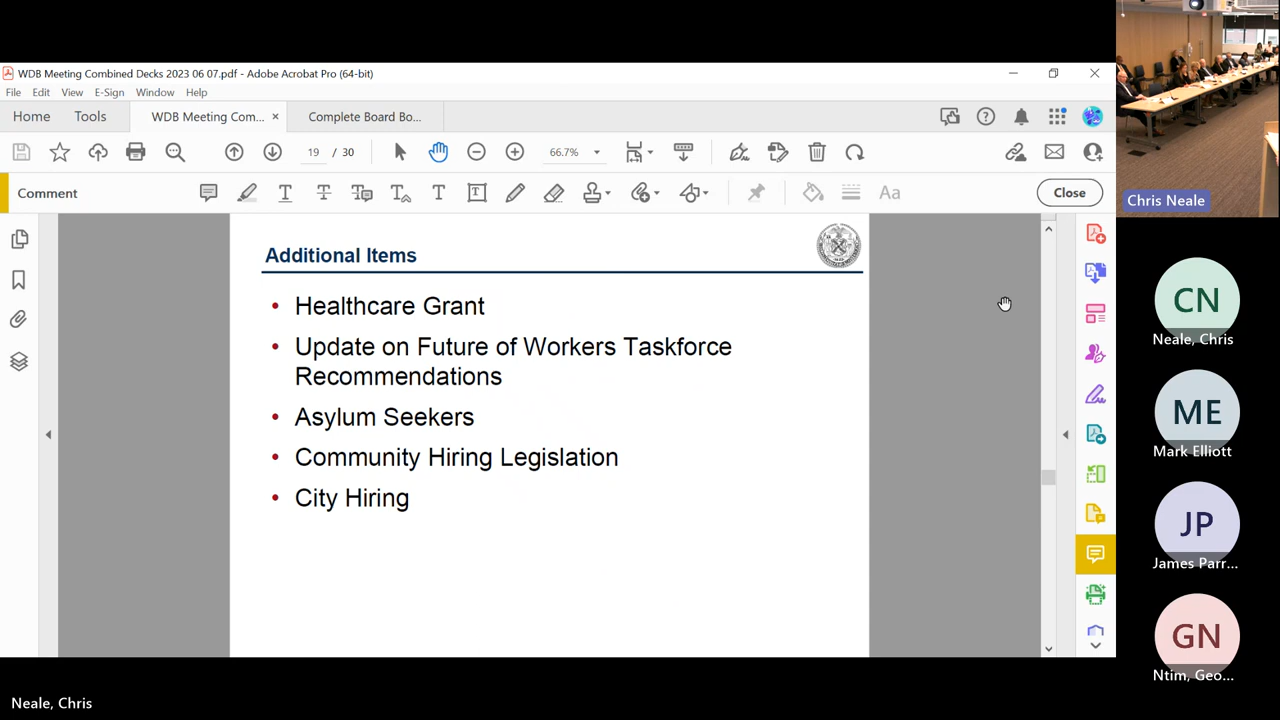 WDB Meeting Combined Decks 2023 06 07.pdf - Adobe Acrobat Pro (64-bit)
File Edit View E-Sign Window Help
Home Tools WDB Meeting Com... × Complete Board Bo...
19 / 30 66.7%
Comment Aa Close
Additional Items
• Healthcare Grant
• Update on Future of Workers Taskforce
Recommendations
• Asylum Seekers
• Community Hiring Legislation
• City Hiring
Chris Neale
CN
Neale, Chris
ME
Mark Elliott
JP
James Parr...
GN
Ntim, Geo...
Neale, Chris